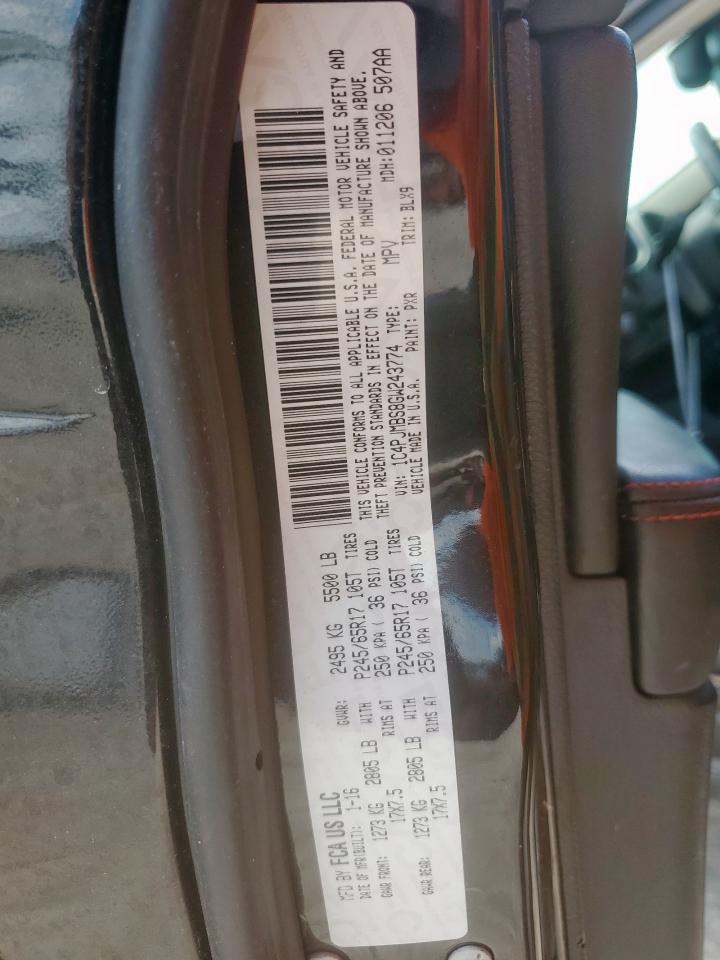 MFD BY FCA US LLC
DATE OF MFR(BUILT): 1-16 GVWR: 2495 KG 5500 LB
GAWR FRONT: 1273 KG 2805 LB WITH P245/65R17 105T TIRES
17X7.5 RIMS AT 250 KPA ( 36 PSI) COLD
GAWR REAR: 1273 KG 2805 LB WITH P245/65R17 105T TIRES
17X7.5 RIMS AT 250 KPA ( 36 PSI) COLD
THIS VEHICLE CONFORMS TO ALL APPLICABLE U.S.A. FEDERAL MOTOR VEHICLE SAFETY AND
THEFT PREVENTION STANDARDS IN EFFECT ON THE DATE OF MANUFACTURE SHOWN ABOVE.
VIN: 1C4PJMBS8GW243774 TYPE: MPV MDH:011206 507AA
VEHICLE MADE IN U.S.A. PAINT: PXR TRIM: BLX9